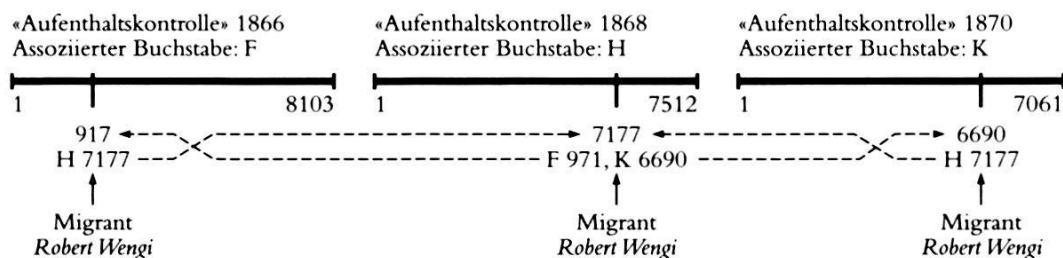 «Aufenthaltskontrolle» 1866
Assoziierter Buchstabe: F
1 8103
917
H 7177
Migrant
Robert Wengi
«Aufenthaltskontrolle» 1868
Assoziierter Buchstabe: H
1 7512
7177
F 971, K 6690
Migrant
Robert Wengi
«Aufenthaltskontrolle» 1870
Assoziierter Buchstabe: K
1 7061
6690
H 7177
Migrant
Robert Wengi